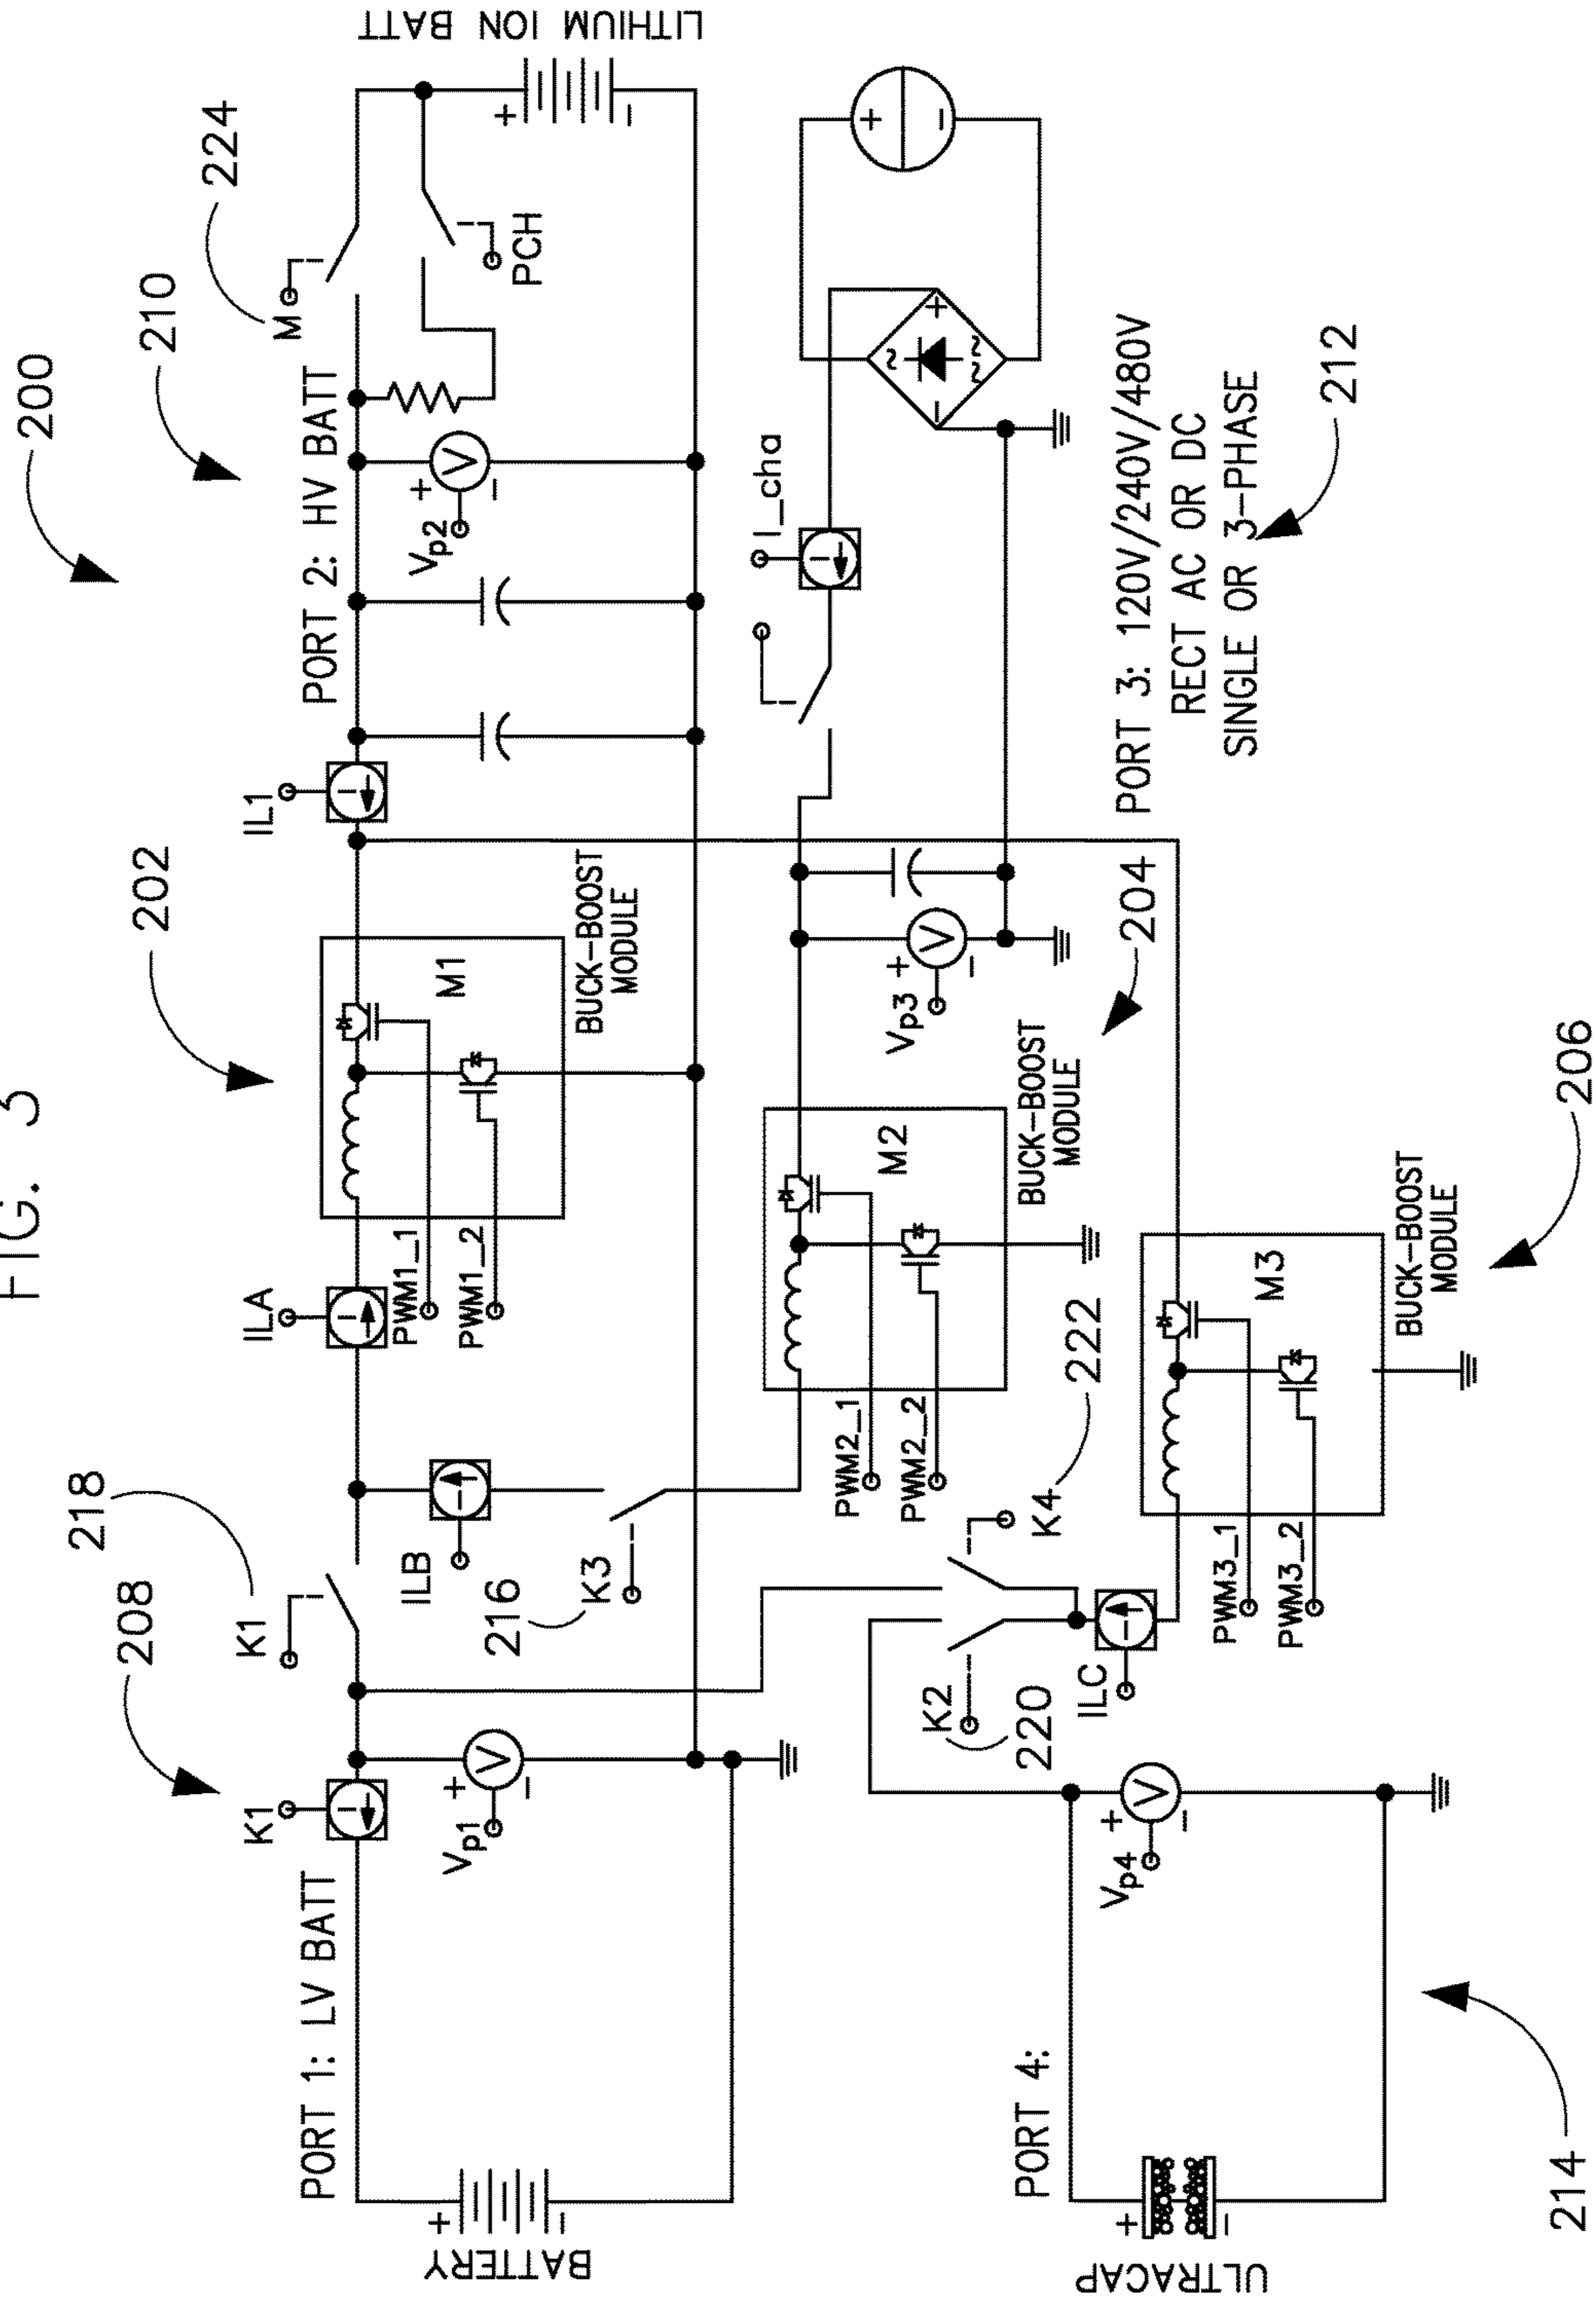 FIG. 3
200
202
208
218
210
224
K1
K1
ILA
IL1
M
PORT 1: LV BATT
PORT 2: HV BATT
BATTERY
+
−
Vp1
+
−
216
ILB
K3
PWM1_1
PWM1_2
M1
BUCK-BOOST
MODULE
Vp2
+
−
PCH
+
−
LITHIUM ION BATT
I_cha
PWM2_1
PWM2_2
M2
BUCK-BOOST
MODULE
204
Vp3
+
−
−
+
~
~
~
+
−
PORT 3: 120V/240V/480V
RECT AC OR DC
SINGLE OR 3-PHASE
212
PORT 4:
ULTRACAP
+
−
Vp4
+
−
K2
220
K4
222
ILC
PWM3_1
PWM3_2
M3
BUCK-BOOST
MODULE
206
214